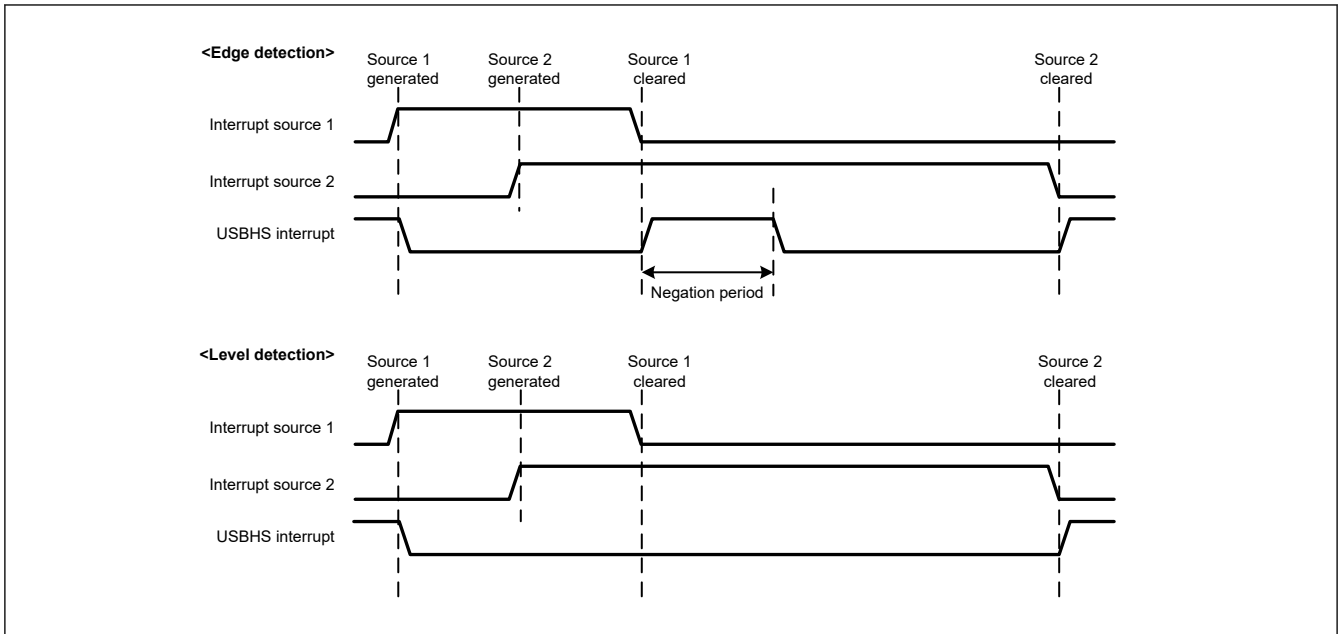 <Edge detection>
Source 1 generated
Source 2 generated
Source 1 cleared
Source 2 cleared
Interrupt source 1
Interrupt source 2
USBHS interrupt
Negation period
<Level detection>
Source 1 generated
Source 2 generated
Source 1 cleared
Source 2 cleared
Interrupt source 1
Interrupt source 2
USBHS interrupt